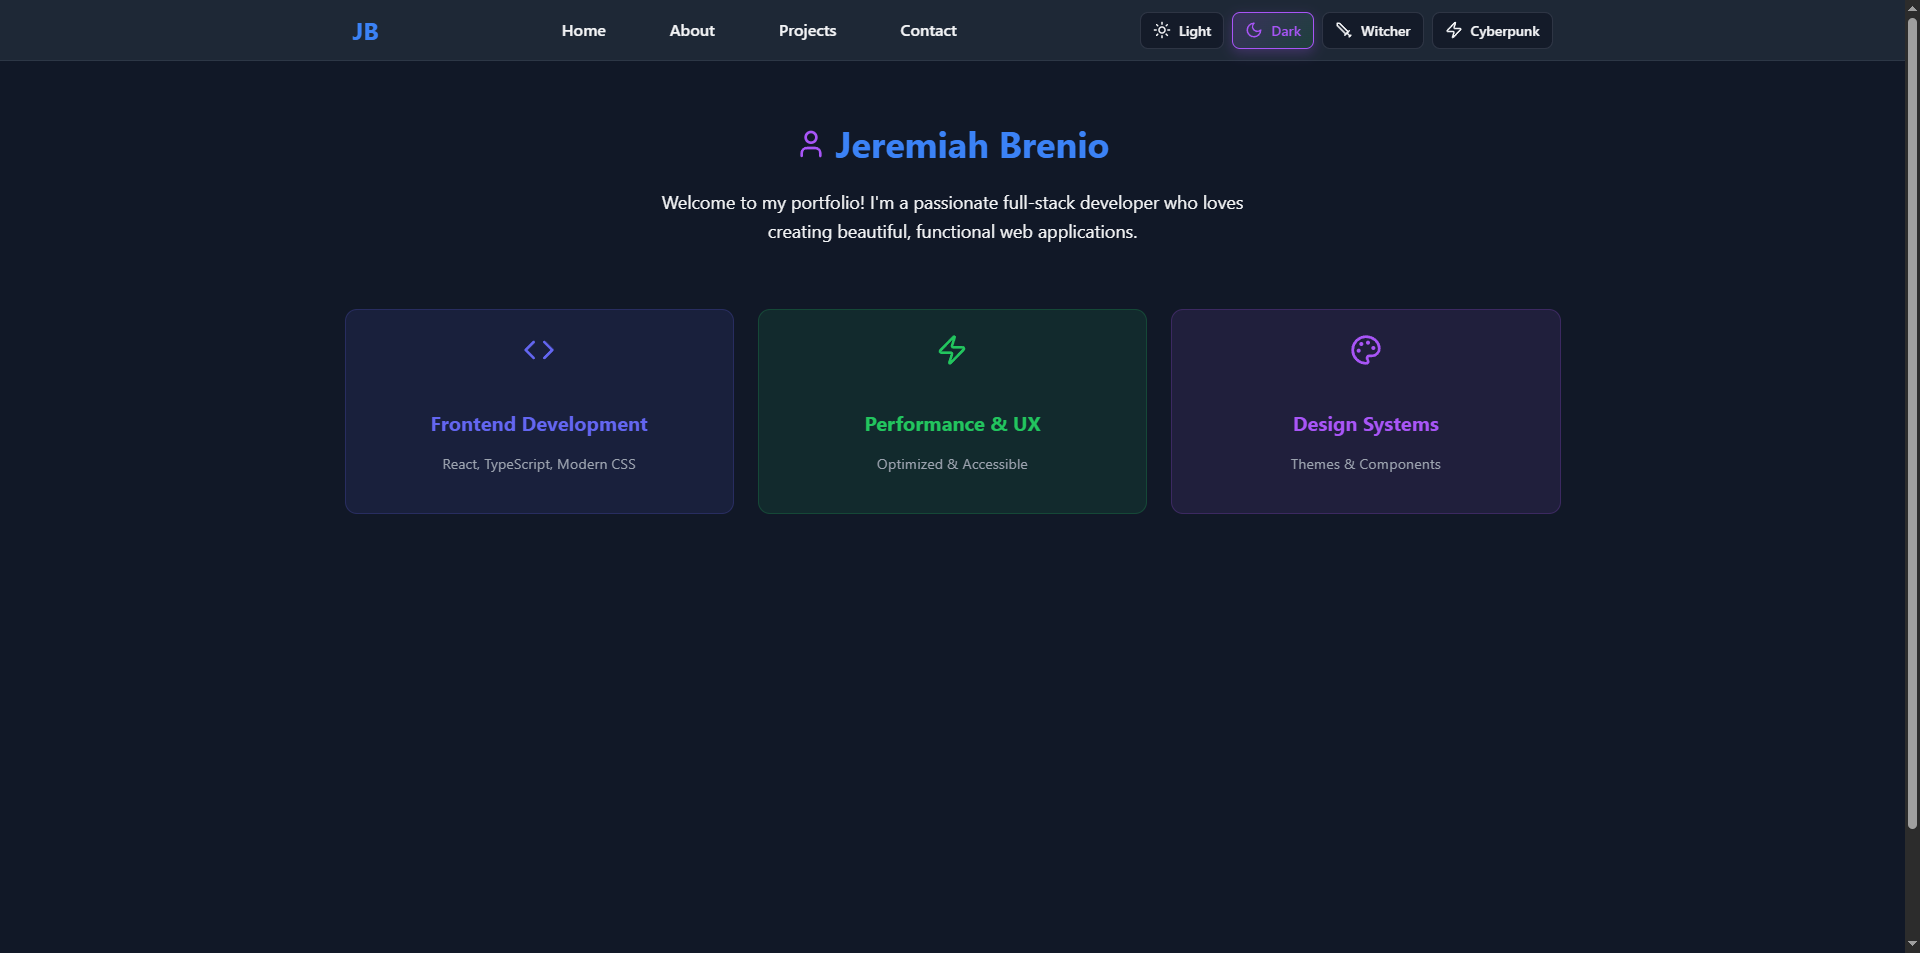 JB
Home
About
Projects
Contact
Light
Dark
Witcher
Cyberpunk
Jeremiah Brenio
Welcome to my portfolio! I'm a passionate full-stack developer who loves
creating beautiful, functional web applications.
Frontend Development
React, TypeScript, Modern CSS
Performance & UX
Optimized & Accessible
Design Systems
Themes & Components